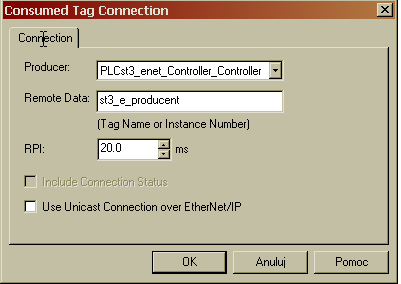 Consumed Tag Connection
Connection
Producer: PLCst3_enet_Controller_Controller
Remote Data: st3_e_producent
(Tag Name or Instance Number)
RPI: 20.0 ms
Include Connection Status
Use Unicast Connection over EtherNet/IP
OK Anuluj Pomoc